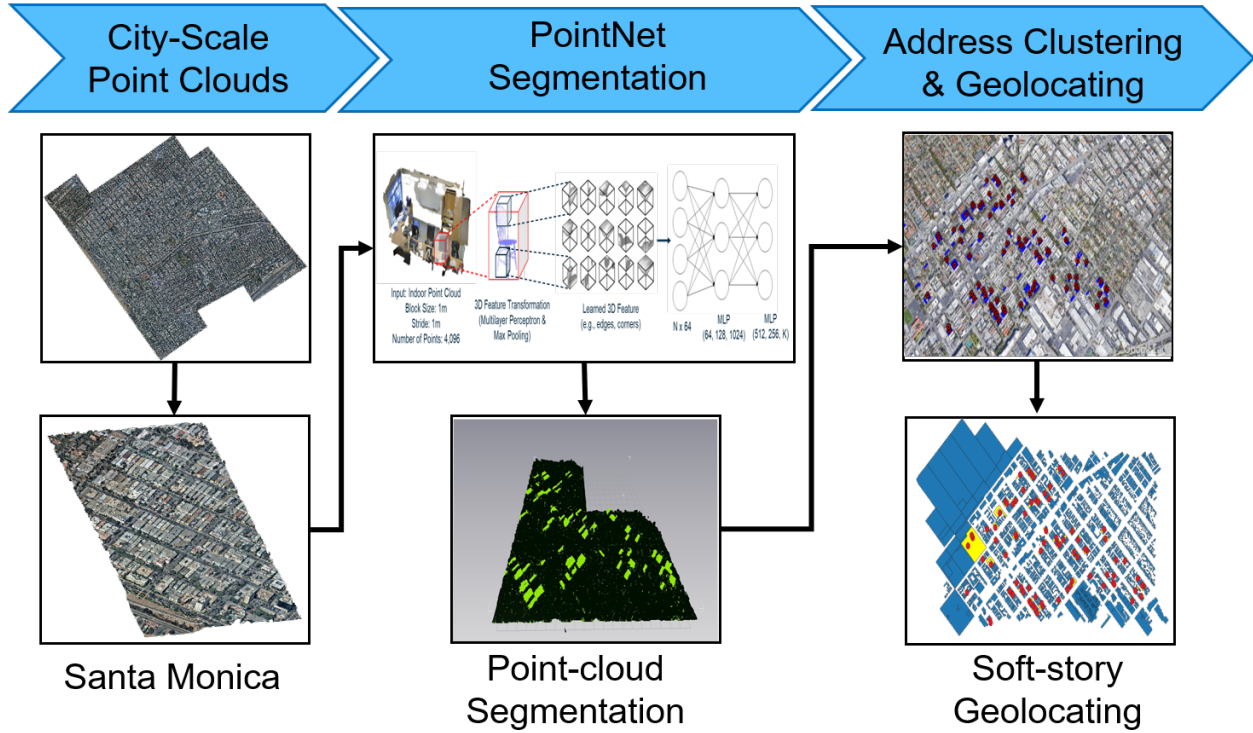 City-Scale
Point Clouds
PointNet
Segmentation
Address Clustering
& Geolocating
Input: Indoor Point Cloud
Block Size: 1m
Stride: 1m
Number of Points: 4,096
3D Feature Transformation
(Multilayer Perceptron &
Max Pooling)
Learned 3D Feature
(e.g., edges, corners)
N x 64
MLP
(64, 128, 1024)
MLP
(512, 256, K)
Santa Monica
Point-cloud
Segmentation
Soft-story
Geolocating